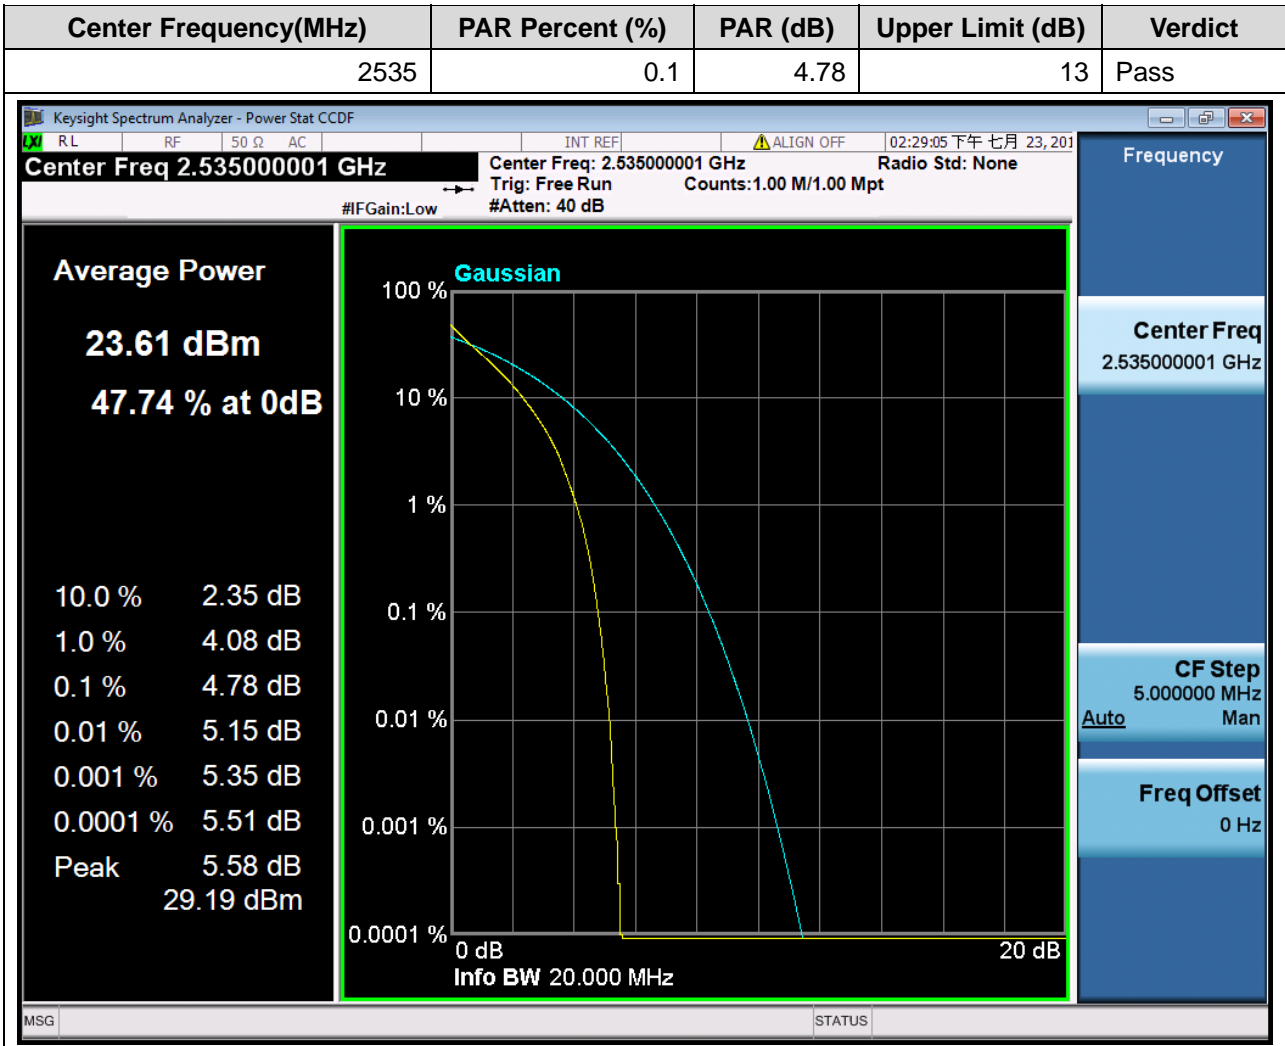 Center Frequency(MHz) PAR Percent (%) PAR (dB) Upper Limit (dB) Verdict
2535 0.1 4.78 13 Pass
Keysight Spectrum Analyzer - Power Stat CCDF
LXI RL RF 50 Ω AC INT REF ALIGN OFF 02:29:05 下午 七月 23, 201
Center Freq 2.535000001 GHz
Center Freq: 2.535000001 GHz Radio Std: None
Trig: Free Run Counts:1.00 M/1.00 Mpt
#IFGain:Low #Atten: 40 dB
Average Power
23.61 dBm
47.74 % at 0dB
10.0 % 2.35 dB
1.0 % 4.08 dB
0.1 % 4.78 dB
0.01 % 5.15 dB
0.001 % 5.35 dB
0.0001 % 5.51 dB
Peak 5.58 dB
29.19 dBm
Gaussian
100 %
10 %
1 %
0.1 %
0.01 %
0.001 %
0.0001 %
0 dB 20 dB
Info BW 20.000 MHz
Frequency
Center Freq
2.535000001 GHz
CF Step
5.000000 MHz
Auto Man
Freq Offset
0 Hz
MSG STATUS